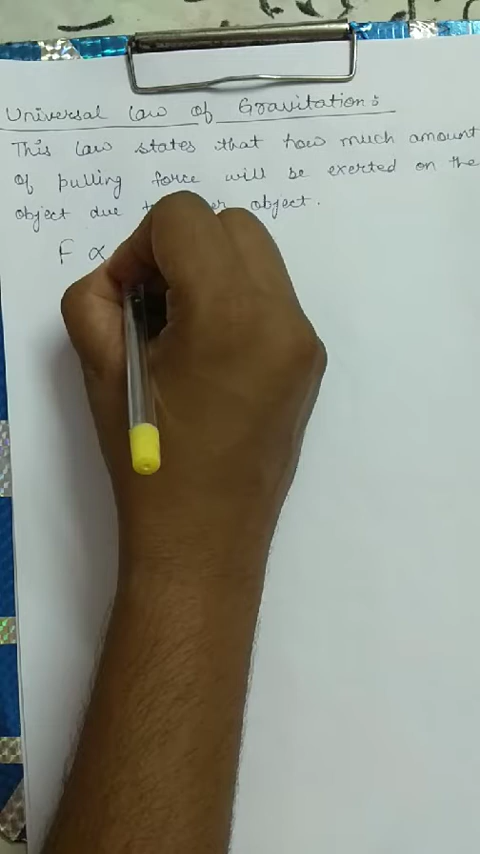 Universal Law of Gravitation:
This Law states that how much amount
of pulling force will be exerted on the
object due object.
F ∝